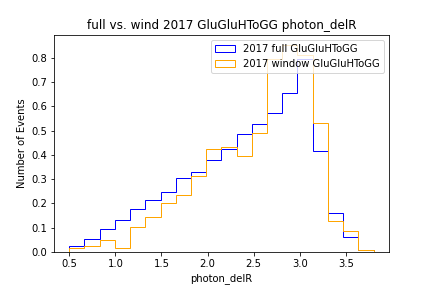 full vs. wind 2017 GluGluHToGG photon_delR
2017 full GluGluHToGG
2017 window GluGluHToGG
Number of Events
0.8
0.7
0.6
0.5
0.4
0.3
0.2
0.1
0.0
0.5 1.0 1.5 2.0 2.5 3.0 3.5
photon_delR